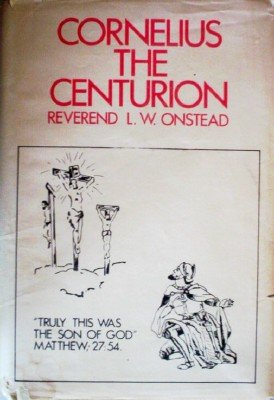 CORNELIUS
THE
CENTURION
REVEREND L. W. ONSTEAD
"TRULY THIS WAS
THE SON OF GOD"
MATTHEW; 27:54.